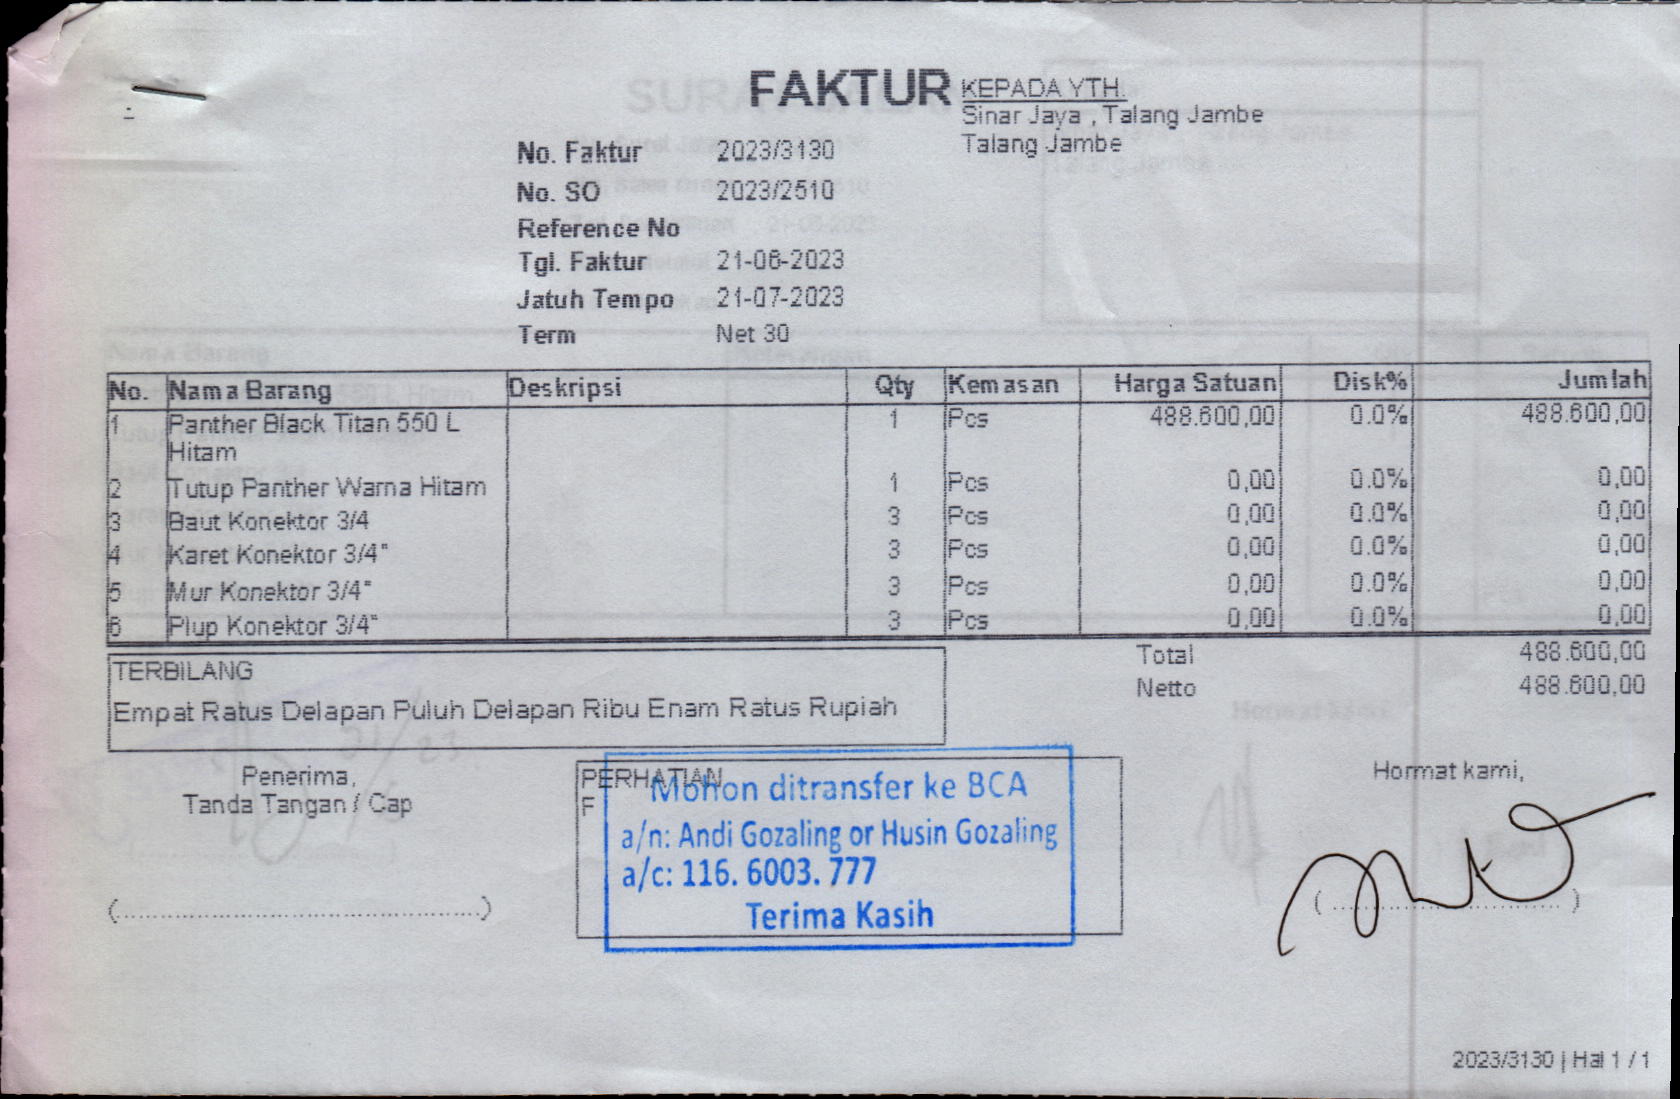 FAKTUR
KEPADA YTH.
Sinar Jaya , Talang Jambe
Talang Jambe
No. Faktur 2023/3130
No. SO 2023/2510
Reference No
Tgl. Faktur 21-06-2023
Jatuh Tempo 21-07-2023
Term Net 30
No. Nama Barang Deskripsi Qty Kemasan Harga Satuan Disk% Jumlah
1 Panther Black Titan 550 L 1 Pcs 488.600,00 0.0% 488.600,00
Hitam
2 Tutup Panther Warna Hitam 1 Pcs 0,00 0.0% 0,00
3 Baut Konektor 3/4 3 Pcs 0,00 0.0% 0,00
4 Karet Konektor 3/4" 3 Pcs 0,00 0.0% 0,00
5 Mur Konektor 3/4" 3 Pcs 0,00 0.0% 0,00
6 Plup Konektor 3/4" 3 Pcs 0,00 0.0% 0,00
Total 488.600,00
Netto 488.600,00
TERBILANG
Empat Ratus Delapan Puluh Delapan Ribu Enam Ratus Rupiah
Penerima,
Tanda Tangan / Cap
PERHATIAN
F
Mohon ditransfer ke BCA
a/n: Andi Gozaling or Husin Gozaling
a/c: 116. 6003. 777
Terima Kasih
Hormat kami,
2023/3130 | Hal 1 / 1